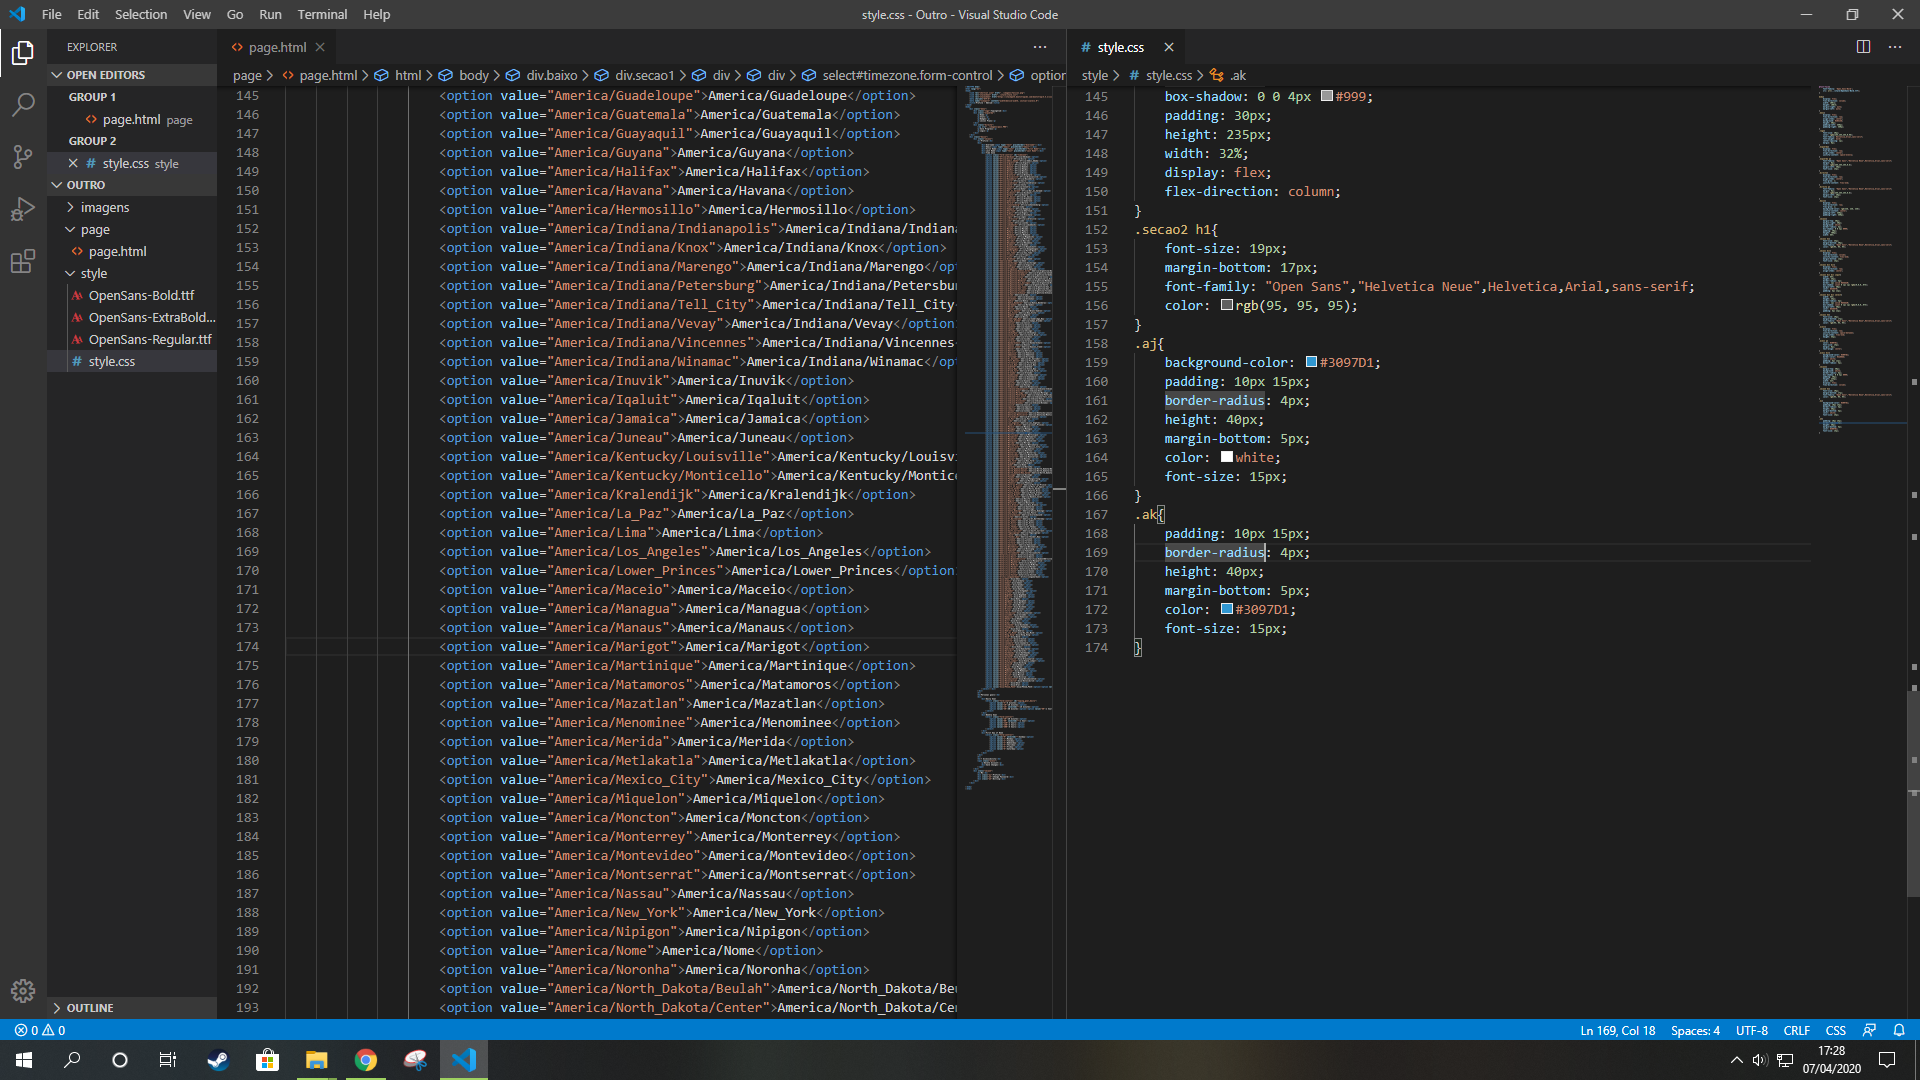 File Edit Selection View Go Run Terminal Help
style.css - Outro - Visual Studio Code
EXPLORER
OPEN EDITORS
GROUP 1
page.html page
GROUP 2
style.css style
OUTRO
imagens
page
page.html
style
OpenSans-Bold.ttf
OpenSans-ExtraBold...
OpenSans-Regular.ttf
style.css
OUTLINE
page.html
page > page.html > html > body > div.baixo > div.secao1 > div > div > select#timezone.form-control > option
145 <option value="America/Guadeloupe">America/Guadeloupe</option>
146 <option value="America/Guatemala">America/Guatemala</option>
147 <option value="America/Guayaquil">America/Guayaquil</option>
148 <option value="America/Guyana">America/Guyana</option>
149 <option value="America/Halifax">America/Halifax</option>
150 <option value="America/Havana">America/Havana</option>
151 <option value="America/Hermosillo">America/Hermosillo</option>
152 <option value="America/Indiana/Indianapolis">America/Indiana/Indiana
153 <option value="America/Indiana/Knox">America/Indiana/Knox</option>
154 <option value="America/Indiana/Marengo">America/Indiana/Marengo</opt
155 <option value="America/Indiana/Petersburg">America/Indiana/Petersbur
156 <option value="America/Indiana/Tell_City">America/Indiana/Tell_City
157 <option value="America/Indiana/Vevay">America/Indiana/Vevay</option
158 <option value="America/Indiana/Vincennes">America/Indiana/Vincennes
159 <option value="America/Indiana/Winamac">America/Indiana/Winamac</opt
160 <option value="America/Inuvik">America/Inuvik</option>
161 <option value="America/Iqaluit">America/Iqaluit</option>
162 <option value="America/Jamaica">America/Jamaica</option>
163 <option value="America/Juneau">America/Juneau</option>
164 <option value="America/Kentucky/Louisville">America/Kentucky/Louisvi
165 <option value="America/Kentucky/Monticello">America/Kentucky/Montice
166 <option value="America/Kralendijk">America/Kralendijk</option>
167 <option value="America/La_Paz">America/La_Paz</option>
168 <option value="America/Lima">America/Lima</option>
169 <option value="America/Los_Angeles">America/Los_Angeles</option>
170 <option value="America/Lower_Princes">America/Lower_Princes</option
171 <option value="America/Maceio">America/Maceio</option>
172 <option value="America/Managua">America/Managua</option>
173 <option value="America/Manaus">America/Manaus</option>
174 <option value="America/Marigot">America/Marigot</option>
175 <option value="America/Martinique">America/Martinique</option>
176 <option value="America/Matamoros">America/Matamoros</option>
177 <option value="America/Mazatlan">America/Mazatlan</option>
178 <option value="America/Menominee">America/Menominee</option>
179 <option value="America/Merida">America/Merida</option>
180 <option value="America/Metlakatla">America/Metlakatla</option>
181 <option value="America/Mexico_City">America/Mexico_City</option>
182 <option value="America/Miquelon">America/Miquelon</option>
183 <option value="America/Moncton">America/Moncton</option>
184 <option value="America/Monterrey">America/Monterrey</option>
185 <option value="America/Montevideo">America/Montevideo</option>
186 <option value="America/Montserrat">America/Montserrat</option>
187 <option value="America/Nassau">America/Nassau</option>
188 <option value="America/New_York">America/New_York</option>
189 <option value="America/Nipigon">America/Nipigon</option>
190 <option value="America/Nome">America/Nome</option>
191 <option value="America/Noronha">America/Noronha</option>
192 <option value="America/North_Dakota/Beulah">America/North_Dakota/Beu
193 <option value="America/North_Dakota/Center">America/North_Dakota/Cen
style.css
style > style.css > .ak
145 box-shadow: 0 0 4px #999;
146 padding: 30px;
147 height: 235px;
148 width: 32%;
149 display: flex;
150 flex-direction: column;
151 }
152 .secao2 h1{
153 font-size: 19px;
154 margin-bottom: 17px;
155 font-family: "Open Sans","Helvetica Neue",Helvetica,Arial,sans-serif;
156 color: rgb(95, 95, 95);
157 }
158 .aj{
159 background-color: #3097D1;
160 padding: 10px 15px;
161 border-radius: 4px;
162 height: 40px;
163 margin-bottom: 5px;
164 color: white;
165 font-size: 15px;
166 }
167 .ak{
168 padding: 10px 15px;
169 border-radius: 4px;
170 height: 40px;
171 margin-bottom: 5px;
172 color: #3097D1;
173 font-size: 15px;
174 }
0 0
Ln 169, Col 18 Spaces: 4 UTF-8 CRLF CSS
17:28
07/04/2020